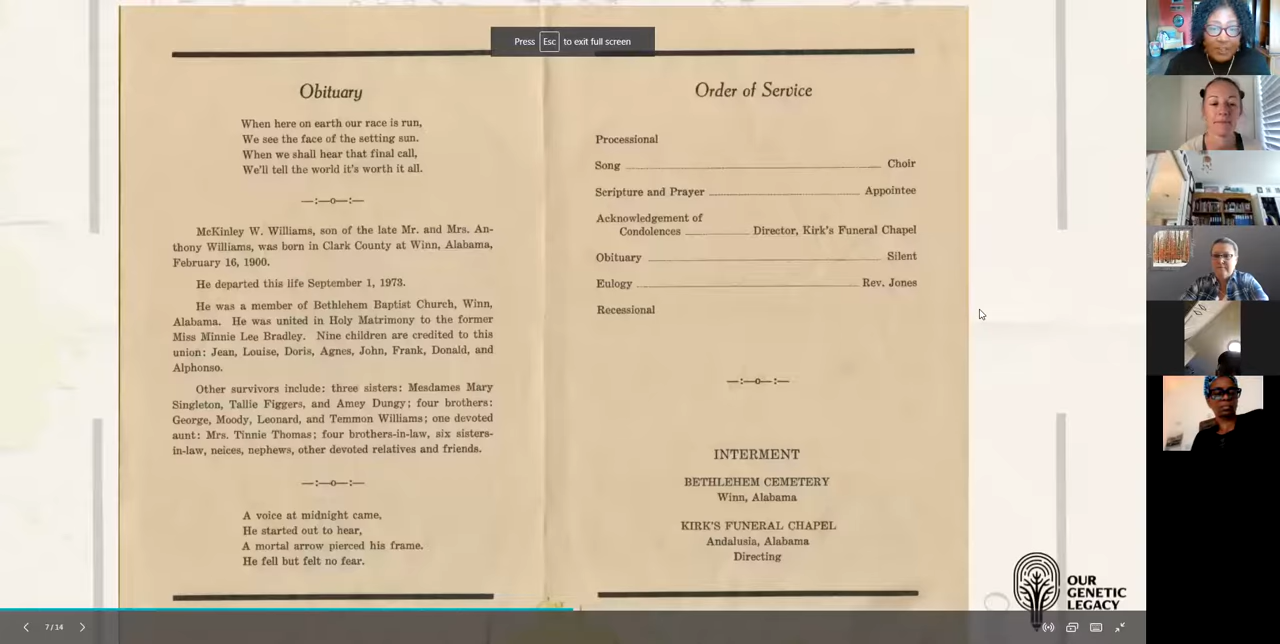 Press Esc to exit full screen
Obituary
When here on earth our race is run,
We see the face of the setting sun.
When we shall hear that final call,
We'll tell the world it's worth it all.
—:—o—:—
McKinley W. Williams, son of the late Mr. and Mrs. An-
thony Williams, was born in Clark County at Winn, Alabama,
February 16, 1900.
He departed this life September 1, 1973.
He was a member of Bethlehem Baptist Church, Winn,
Alabama. He was united in Holy Matrimony to the former
Miss Minnie Lee Bradley. Nine children are credited to this
union: Jean, Louise, Doris, Agnes, John, Frank, Donald, and
Alphonso.
Other survivors include: three sisters: Mesdames Mary
Singleton, Tallie Figgers, and Amey Dungy; four brothers:
George, Moody, Leonard, and Temmon Williams; one devoted
aunt: Mrs. Tinnie Thomas; four brothers-in-law, six sisters-
in-law, neices, nephews, other devoted relatives and friends.
—:—o—:—
A voice at midnight came,
He started out to hear,
A mortal arrow pierced his frame.
He fell but felt no fear.
Order of Service
Processional
Song Choir
Scripture and Prayer Appointee
Acknowledgement of
Condolences Director, Kirk's Funeral Chapel
Obituary Silent
Eulogy Rev. Jones
Recessional
—:—o—:—
INTERMENT
BETHLEHEM CEMETERY
Winn, Alabama
KIRK'S FUNERAL CHAPEL
Andalusia, Alabama
Directing
OUR
GENETIC
LEGACY
7 / 14